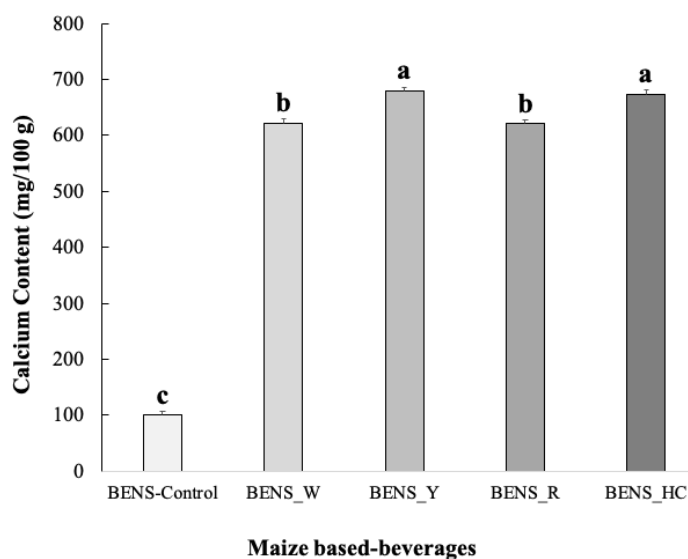 Calcium Content (mg/100 g)
800
700
600
500
400
300
200
100
0
c
b
a
b
a
BENS-Control
BENS_W
BENS_Y
BENS_R
BENS_HC
Maize based-beverages